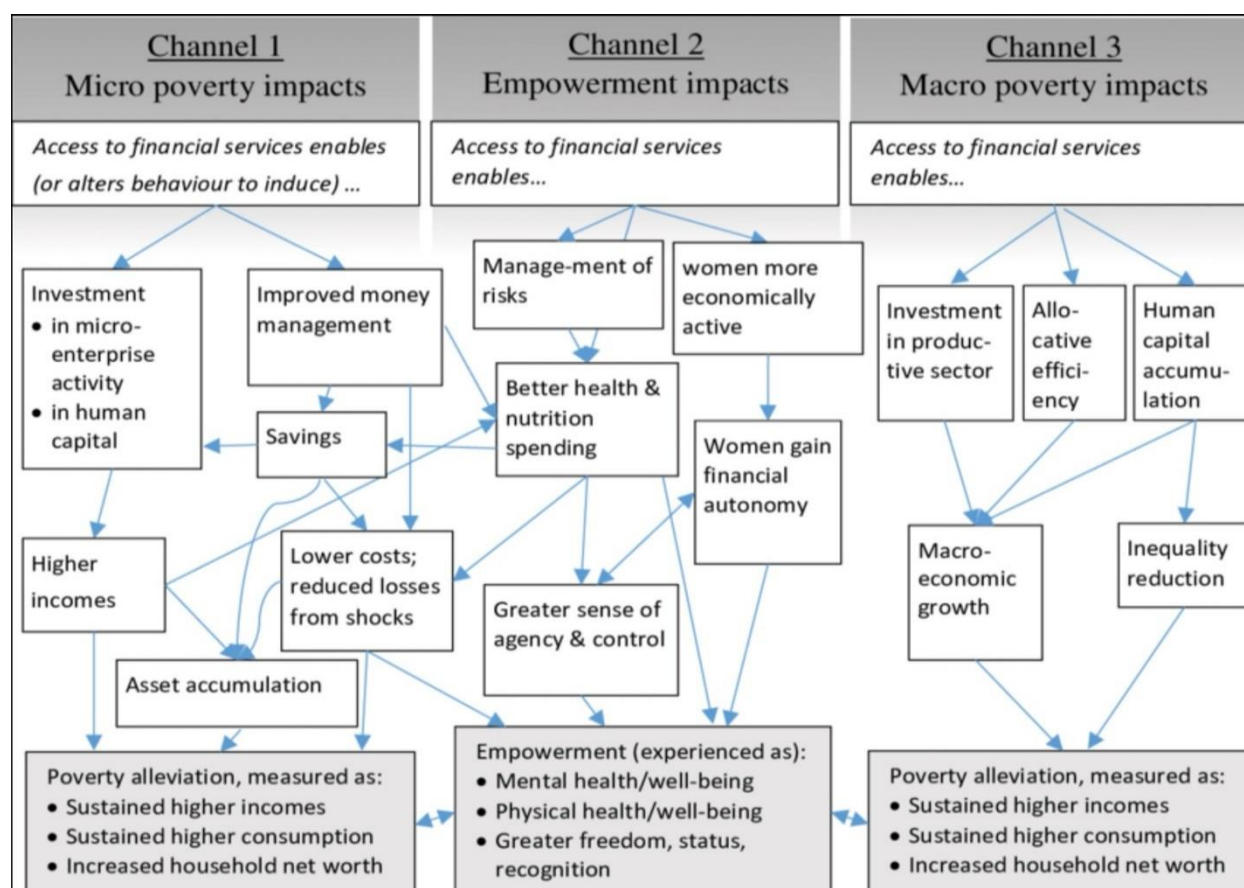 Channel 1
Micro poverty impacts
Channel 2
Empowerment impacts
Channel 3
Macro poverty impacts
Access to financial services enables
(or alters behaviour to induce) ...
Access to financial services
enables...
Access to financial services
enables...
Investment
• in micro-
enterprise
activity
• in human
capital
Improved money
management
Manage-ment of
risks
women more
economically
active
Investment
in produc-
tive sector
Allo-
cative
effici-
ency
Human
capital
accumu-
lation
Savings
Better health &
nutrition
spending
Women gain
financial
autonomy
Higher
incomes
Lower costs;
reduced losses
from shocks
Greater sense of
agency & control
Macro-
economic
growth
Inequality
reduction
Asset accumulation
Poverty alleviation, measured as:
• Sustained higher incomes
• Sustained higher consumption
• Increased household net worth
Empowerment (experienced as):
• Mental health/well-being
• Physical health/well-being
• Greater freedom, status,
recognition
Poverty alleviation, measured as:
• Sustained higher incomes
• Sustained higher consumption
• Increased household net worth